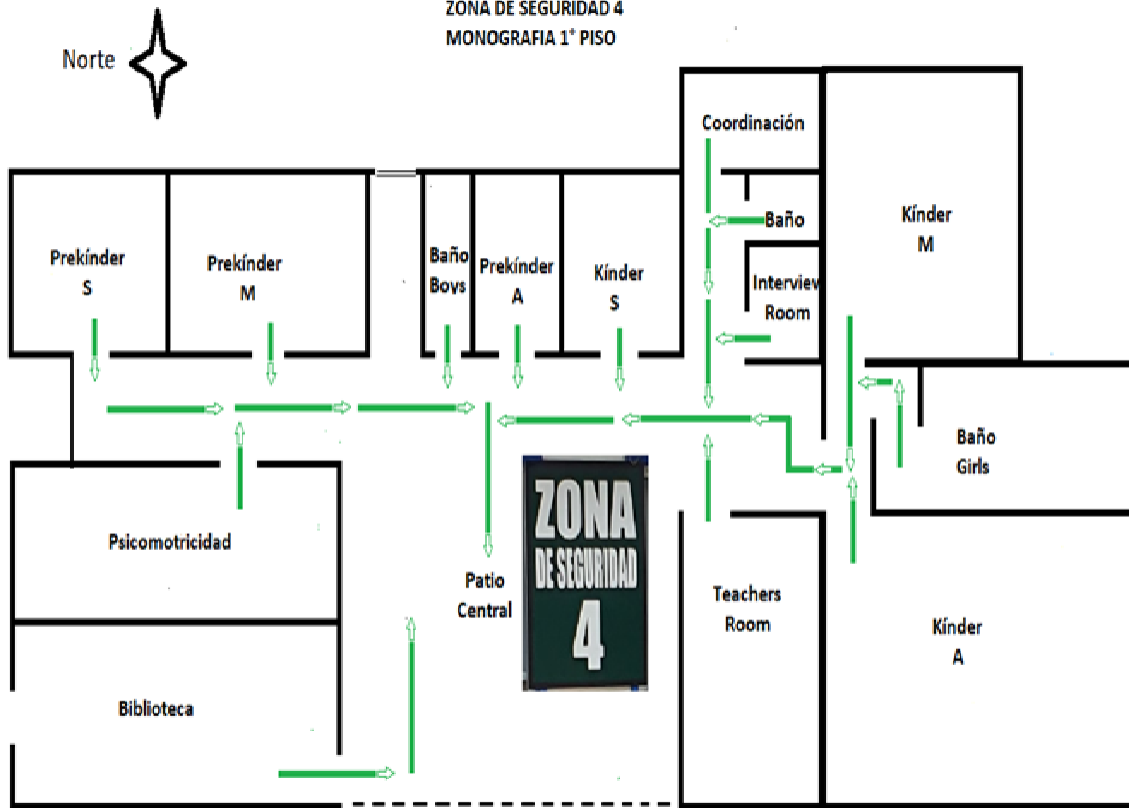 ZONA DE SEGURIDAD 4
MONOGRAFIA 1° PISO
Norte
Coordinación
Prekínder
S
Prekínder
M
Baño
Boys
Prekínder
A
Kínder
S
Baño
Interview
Room
Kínder
M
Baño
Girls
Psicomotricidad
Patio
Central
ZONA
DE SEGURIDAD
4
Teachers
Room
Kínder
A
Biblioteca